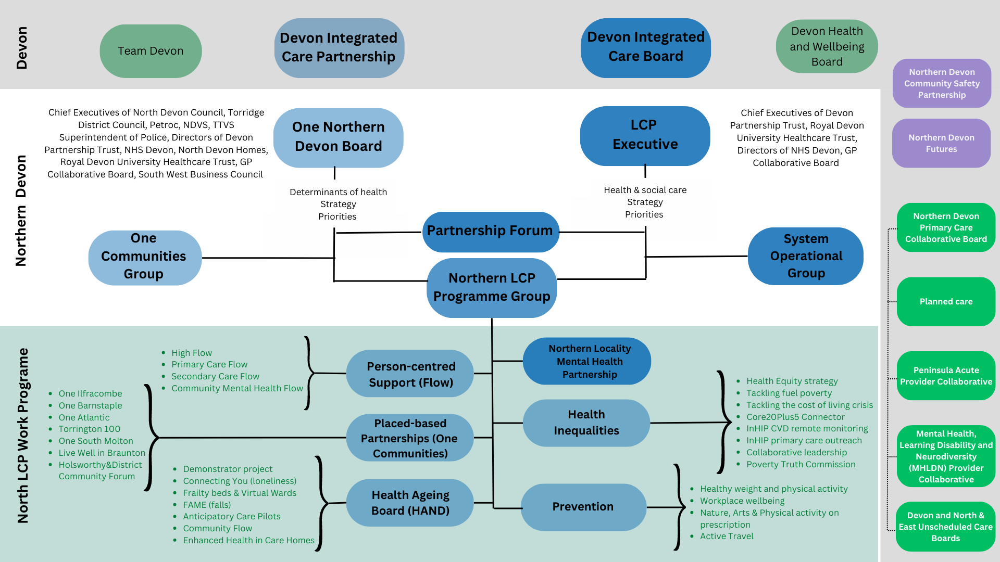 Devon
Team Devon
Devon Integrated
Care Partnership
Devon Integrated
Care Board
Devon Health
and Wellbeing
Board
Northern Devon
Community Safety
Partnership
Northern Devon
Futures
Northern Devon
Chief Executives of North Devon Council, Torridge
District Council, Petroc, NDVS, TTVS
Superintendent of Police, Directors of Devon
Partnership Trust, NHS Devon, North Devon Homes,
Royal Devon University Healthcare Trust, GP
Collaborative Board, South West Business Council
One Northern
Devon Board
LCP
Executive
Chief Executives of Devon
Partnership Trust, Royal Devon
University Healthcare Trust,
Directors of NHS Devon, GP
Collaborative Board
Determinants of health
Strategy
Priorities
Health & social care
Strategy
Priorities
One
Communities
Group
Partnership Forum
Northern LCP
Programme Group
System
Operational
Group
Northern Devon
Primary Care
Collaborative Board
Planned care
Peninsula Acute
Provider Collaborative
Mental Health,
Learning Disability and
Neurodiversity
(MHLDN) Provider
Collaborative
Devon and North &
East Unscheduled Care
Boards
North LCP Work Programe
• High Flow
• Primary Care Flow
• Secondary Care Flow
• Community Mental Health Flow
Person-centred
Support (Flow)
Northern Locality
Mental Health
Partnership
• One Ilfracombe
• One Barnstaple
• One Atlantic
• Torrington 100
• One South Molton
• Live Well in Braunton
• Holsworthy&District
Community Forum
Placed-based
Partnerships (One
Communities)
Health
Inequalities
• Health Equity strategy
• Tackling fuel poverty
• Tackling the cost of living crisis
• Core20Plus5 Connector
• InHIP CVD remote monitoring
• InHIP primary care outreach
• Collaborative leadership
• Poverty Truth Commission
• Demonstrator project
• Connecting You (loneliness)
• Frailty beds & Virtual Wards
• FAME (falls)
• Anticipatory Care Pilots
• Community Flow
• Enhanced Health in Care Homes
Health Ageing
Board (HAND)
Prevention
• Healthy weight and physical activity
• Workplace wellbeing
• Nature, Arts & Physical activity on
prescription
• Active Travel